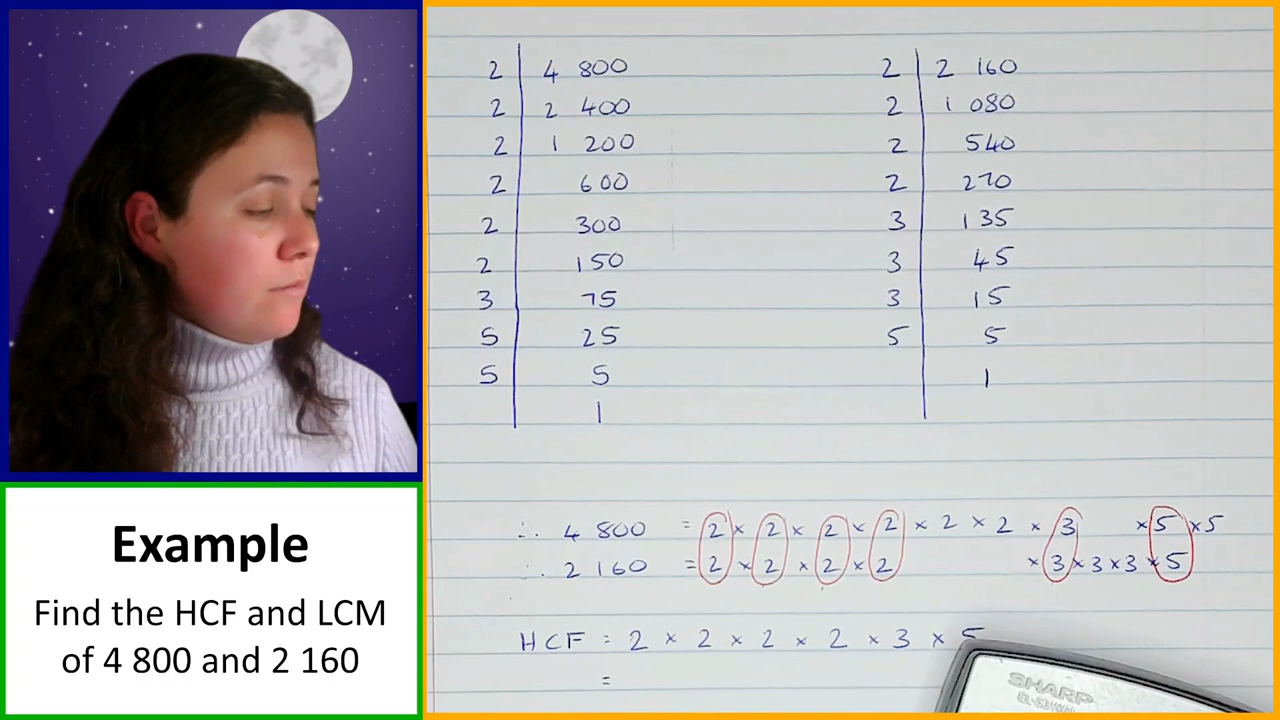 Example
Find the HCF and LCM
of 4 800 and 2 160
2 4 800
2 2 400
2 1 200
2 600
2 300
2 150
3 75
5 25
5 5
1
2 2 160
2 1 080
2 540
2 270
3 135
3 45
3 15
5 5
1
∴ 4 800 = 2 × 2 × 2 × 2 × 2 × 2 × 3 × 5 × 5
∴ 2 160 = 2 × 2 × 2 × 2 × 3 × 3 × 3 × 5
HCF = 2 × 2 × 2 × 2 × 3 × 5
=
SHARP